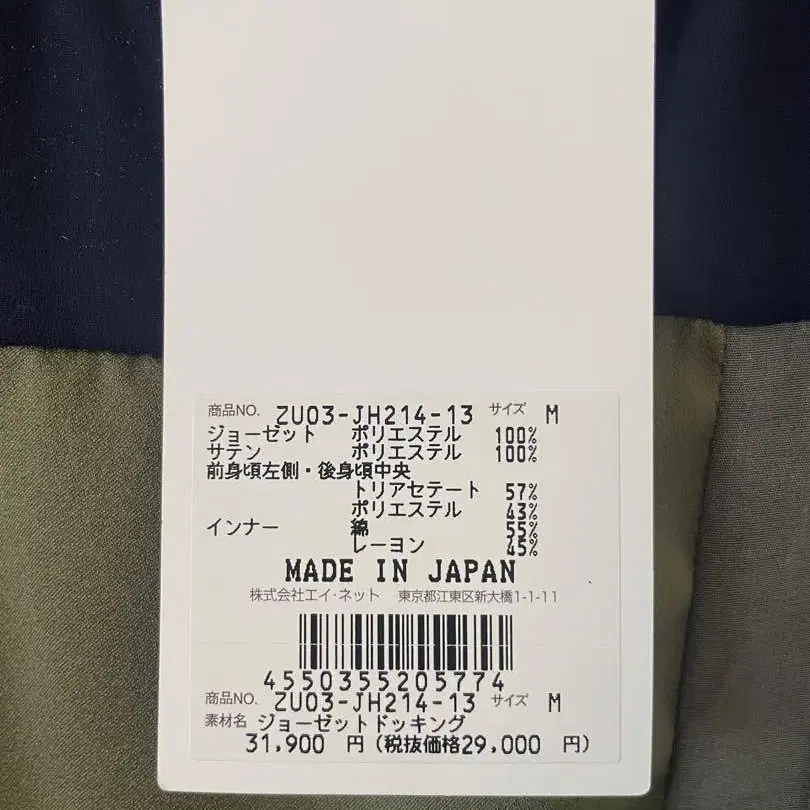 商品NO. ZU03-JH214-13 サイズ M
ジョーゼット ポリエステル 100%
サテン ポリエステル 100%
前身頃左側・後身頃中央
トリアセテート 57%
ポリエステル 43%
インナー 綿 55%
レーヨン 45%
MADE IN JAPAN
株式会社エイ・ネット 東京都江東区新大橋1-1-11
4550355205774
商品NO. ZU03-JH214-13 サイズ M
素材名 ジョーゼットドッキング
31,900 円(税抜価格29,000 円)